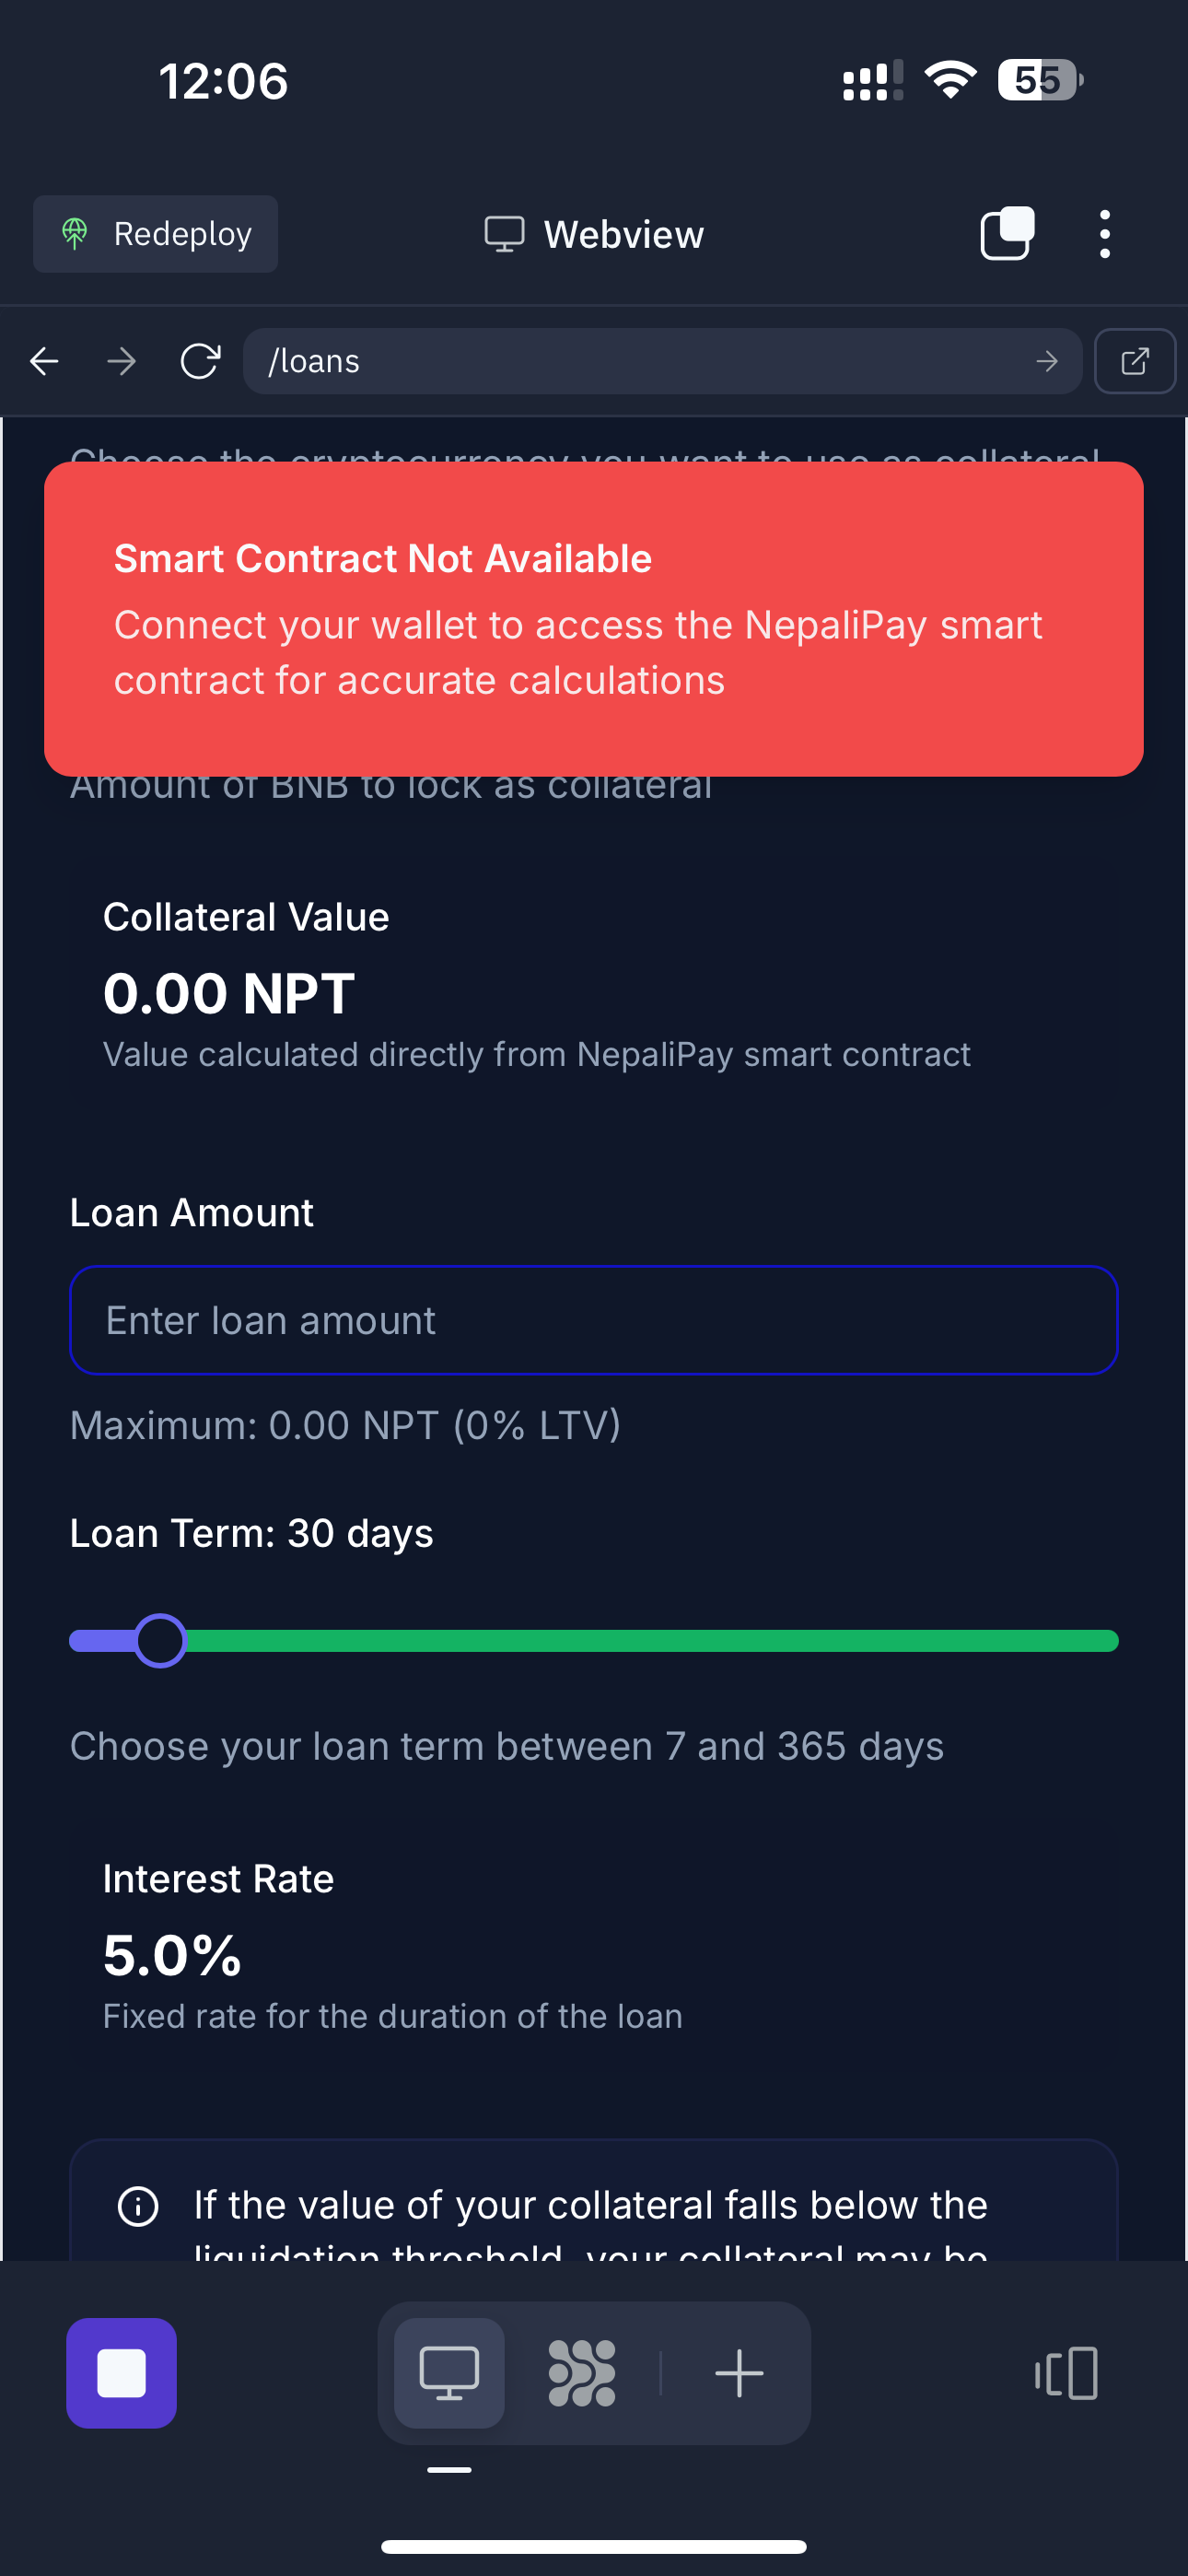 12:06
55
Redeploy
Webview
/loans
Choose the cryptocurrency you want to use as collateral
Smart Contract Not Available
Connect your wallet to access the NepaliPay smart
contract for accurate calculations
Amount of BNB to lock as collateral
Collateral Value
0.00 NPT
Value calculated directly from NepaliPay smart contract
Loan Amount
Enter loan amount
Maximum: 0.00 NPT (0% LTV)
Loan Term: 30 days
Choose your loan term between 7 and 365 days
Interest Rate
5.0%
Fixed rate for the duration of the loan
If the value of your collateral falls below the
liquidation threshold, your collateral may be